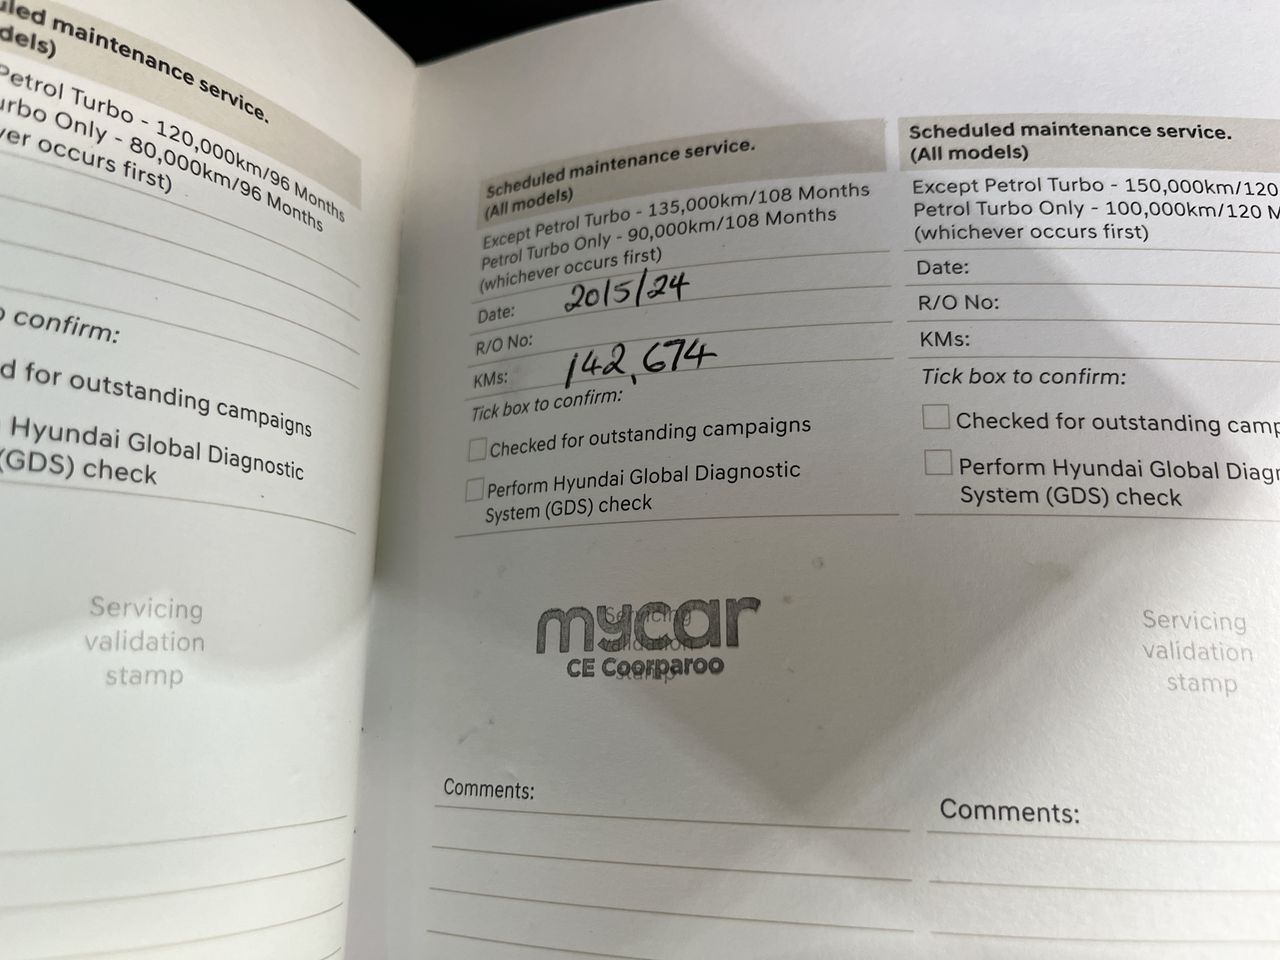 uled maintenance service.
dels)
Petrol Turbo - 120,000km/96 Months
urbo Only - 80,000km/96 Months
ver occurs first)
o confirm:
d for outstanding campaigns
Hyundai Global Diagnostic
(GDS) check
Servicing
validation
stamp
Scheduled maintenance service.
(All models)
Except Petrol Turbo - 135,000km/108 Months
Petrol Turbo Only - 90,000km/108 Months
(whichever occurs first)
Date: 20/5/24
R/O No:
KMs: 142,674
Tick box to confirm:
Checked for outstanding campaigns
Perform Hyundai Global Diagnostic
System (GDS) check
Servicing
validation
stamp
mycar
CE Coorparoo
Comments:
Scheduled maintenance service.
(All models)
Except Petrol Turbo - 150,000km/120
Petrol Turbo Only - 100,000km/120 M
(whichever occurs first)
Date:
R/O No:
KMs:
Tick box to confirm:
Checked for outstanding camp
Perform Hyundai Global Diagn
System (GDS) check
Servicing
validation
stamp
Comments: